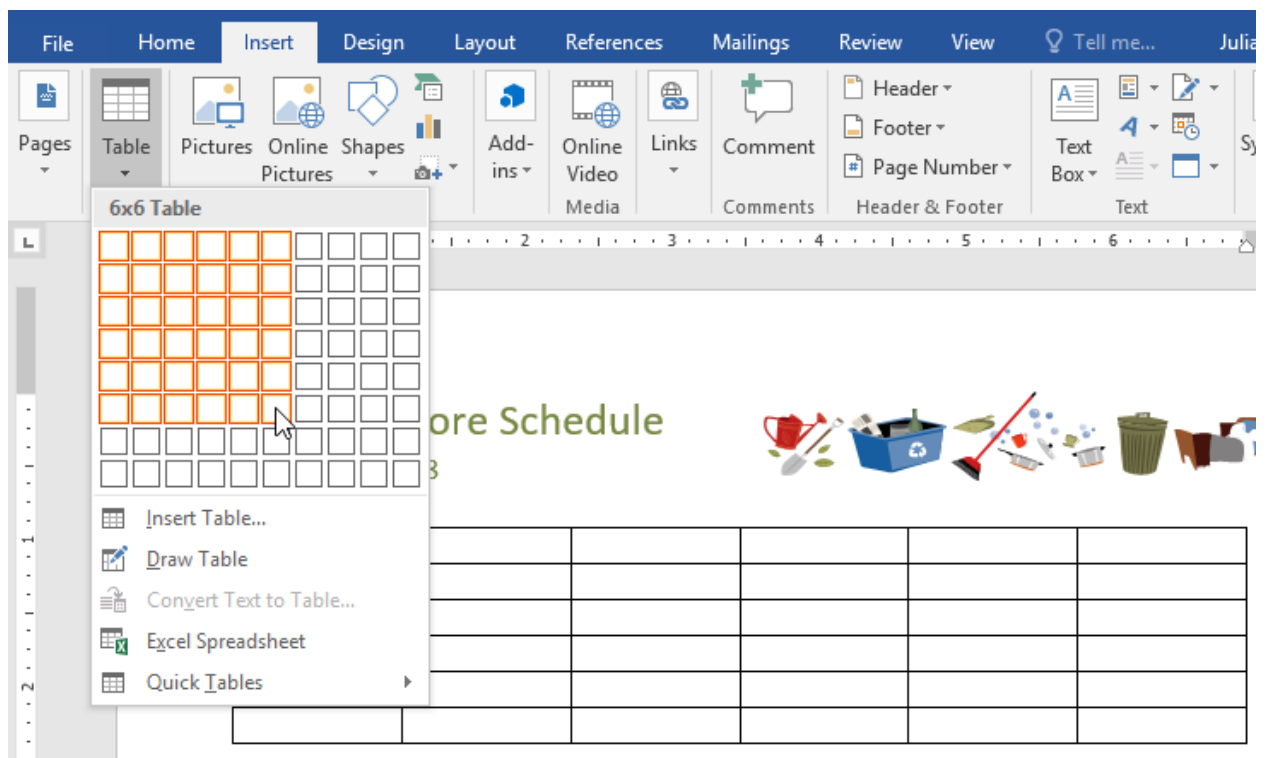 File Home Insert Design Layout References Mailings Review View Tell me...
Pages
Table
Pictures
Online
Pictures
Shapes
Add-
ins
Online
Video
Links
Comment
Header
Footer
Page Number
Text
Box
Media Comments Header & Footer Text
6x6 Table
2 3 4 5 6
ore Schedule
Insert Table...
Draw Table
Convert Text to Table...
Excel Spreadsheet
Quick Tables
1
2